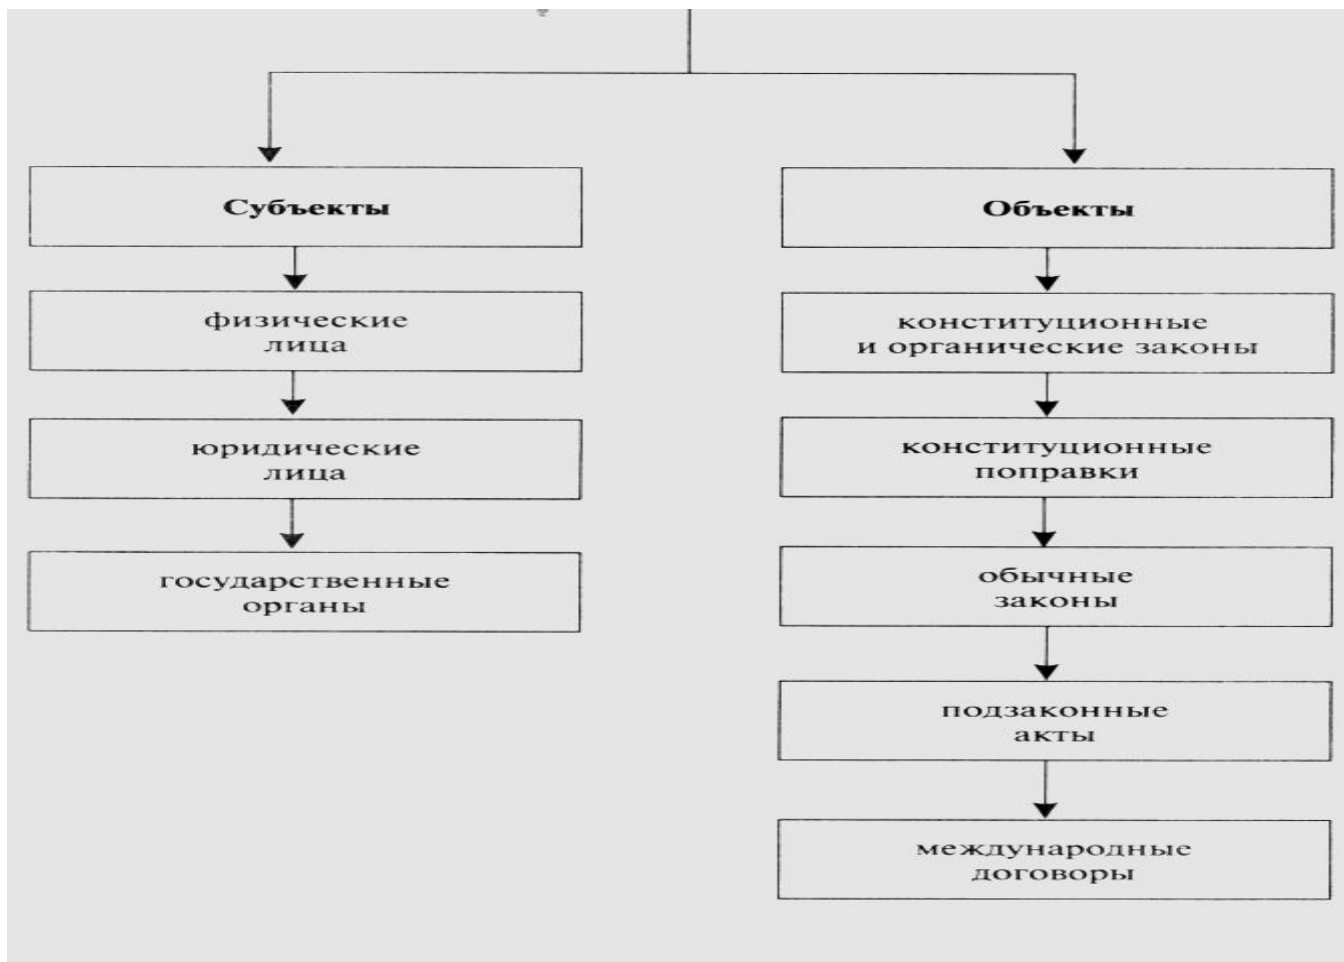 Субъекты
физические
лица
юридические
лица
государственные
органы
Объекты
конституционные
и органические законы
конституционные
поправки
обычные
законы
подзаконные
акты
международные
договоры